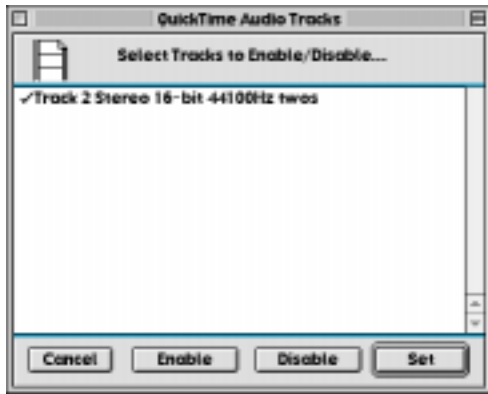 QuickTime Audio Tracks
Select Tracks to Enable/Disable...
✓Track 2 Stereo 16-bit 44100Hz twos
Cancel Enable Disable Set